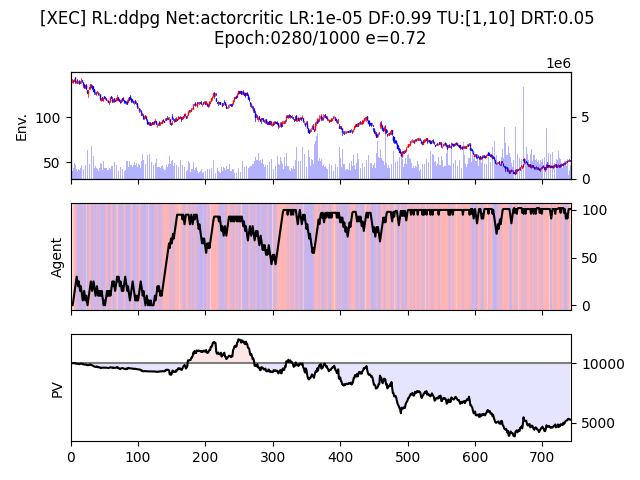 [XEC] RL:ddpg Net:actorcritic LR:1e-05 DF:0.99 TU:[1,10] DRT:0.05
Epoch:0280/1000 e=0.72
1e6
Env.
100
50
5
0
Agent
100
50
0
PV
10000
5000
0 100 200 300 400 500 600 700